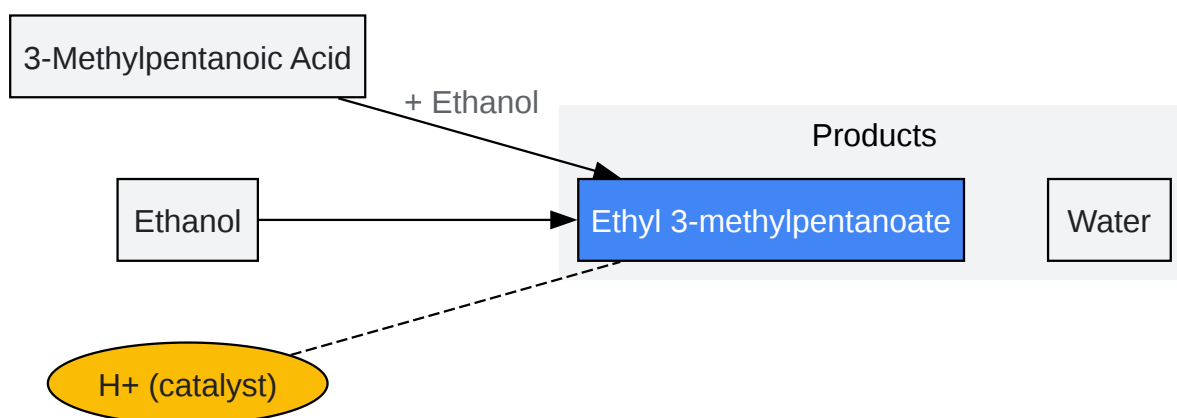 3-Methylpentanoic Acid
+ Ethanol
Products
Ethanol
Ethyl 3-methylpentanoate
Water
H+ (catalyst)